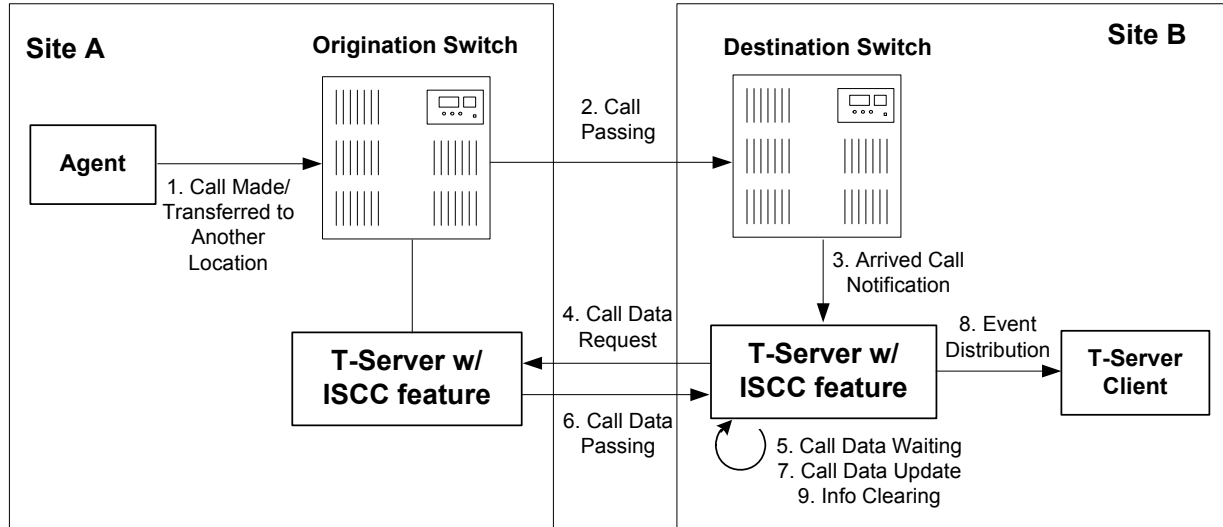 Site A
Origination Switch
Agent
1. Call Made/
Transferred to
Another
Location
2. Call
Passing
Destination Switch
Site B
3. Arrived Call
Notification
T-Server w/
ISCC feature
4. Call Data
Request
6. Call Data
Passing
T-Server w/
ISCC feature
8. Event
Distribution
T-Server
Client
5. Call Data Waiting
7. Call Data Update
9. Info Clearing